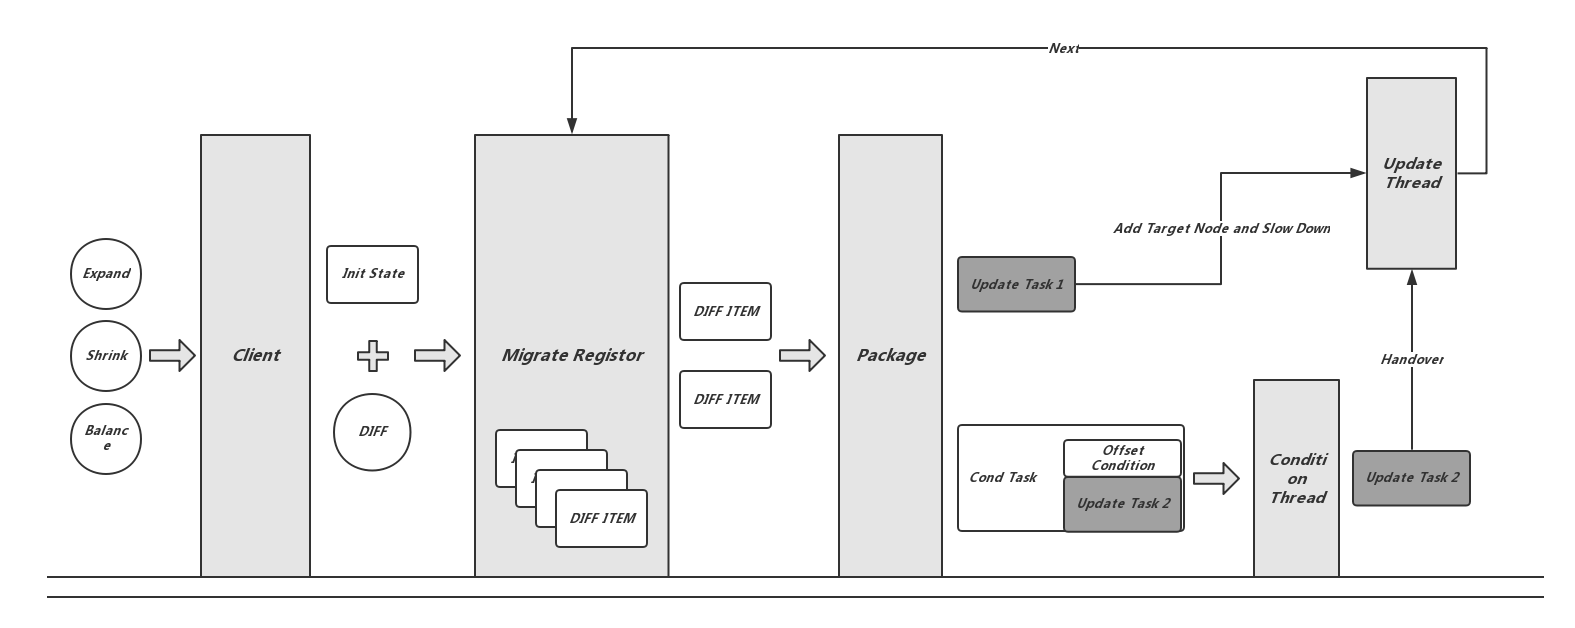 Next
Update
Thread
Add Target Node and Slow Down
Expand
Shrink
Balanc
e
Client
Init State
DIFF
Migrate Registor
DIFF ITEM
DIFF ITEM
DIFF ITEM
Package
Update Task 1
Cond Task
Offset
Condition
Update Task 2
Conditi
on
Thread
Handover
Update Task 2